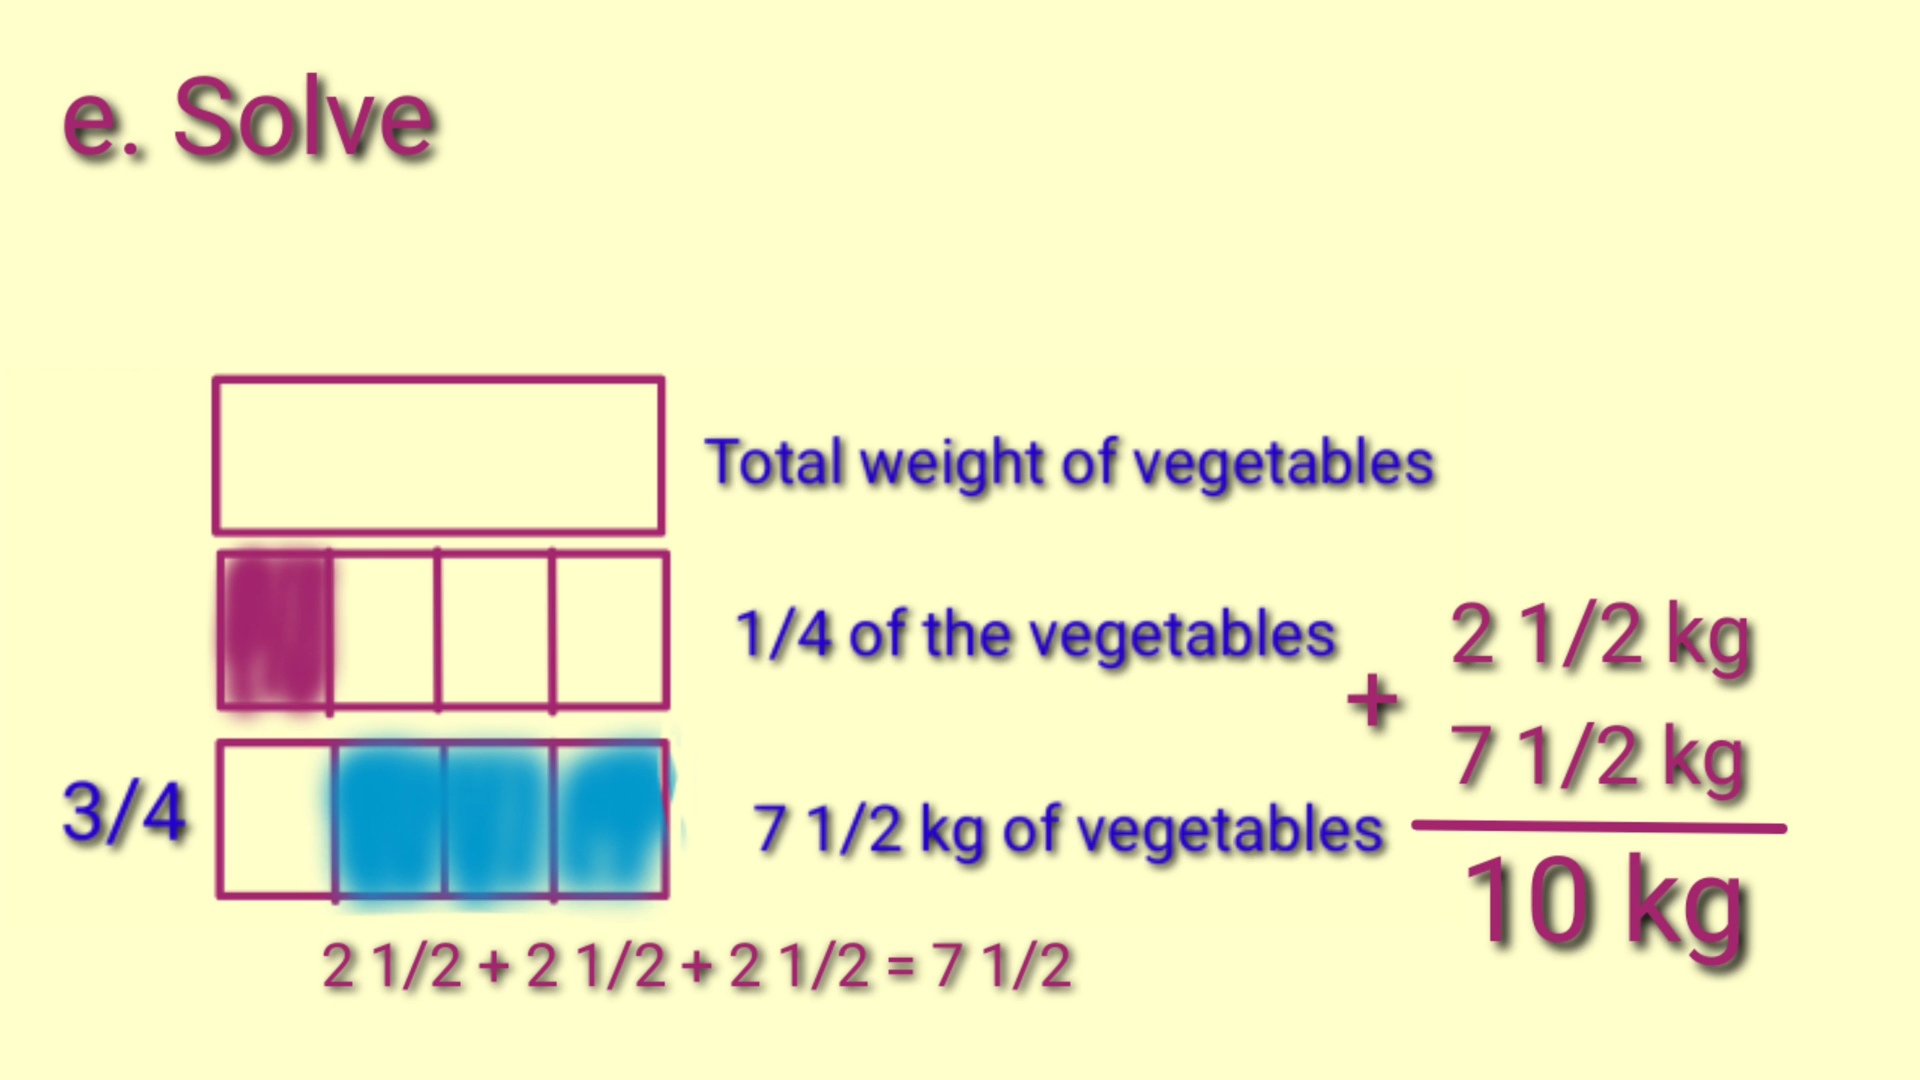 e. Solve
Total weight of vegetables
1/4 of the vegetables
3/4
7 1/2 kg of vegetables
2 1/2 + 2 1/2 + 2 1/2 = 7 1/2
2 1/2 kg
+
7 1/2 kg
10 kg